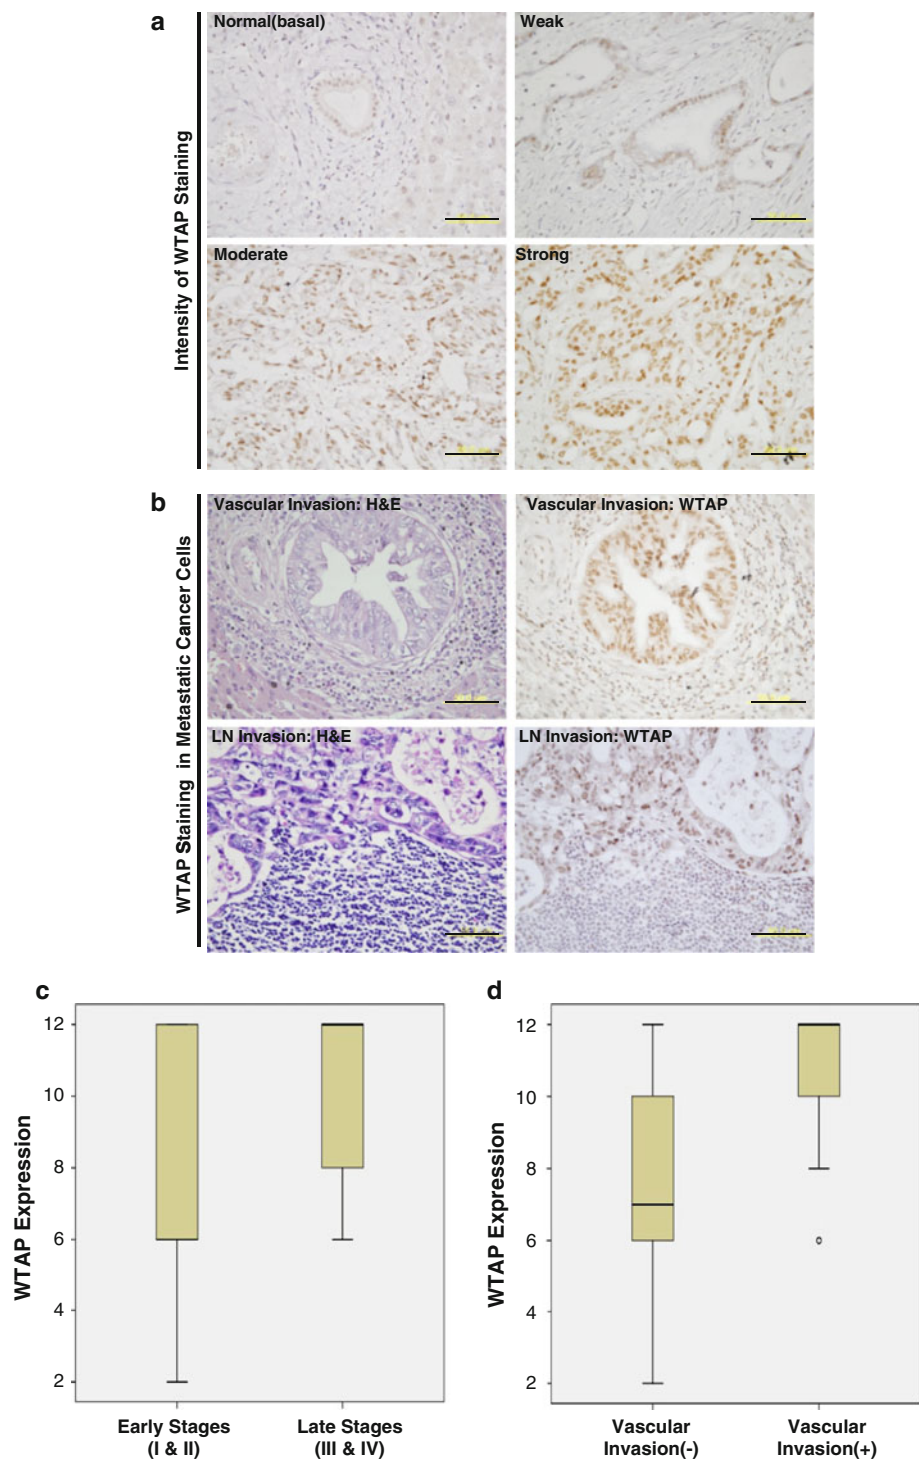 a
Normal(basal)
Weak
Moderate
Strong
Intensity of WTAP Staining
b
Vascular Invasion: H&E
Vascular Invasion: WTAP
LN Invasion: H&E
LN Invasion: WTAP
WTAP Staining in Metastatic Cancer Cells
c
12
10
8
6
4
2
WTAP Expression
Early Stages
(I & II)
Late Stages
(III & IV)
d
12
10
8
6
4
2
WTAP Expression
Vascular
Invasion(-)
Vascular
Invasion(+)